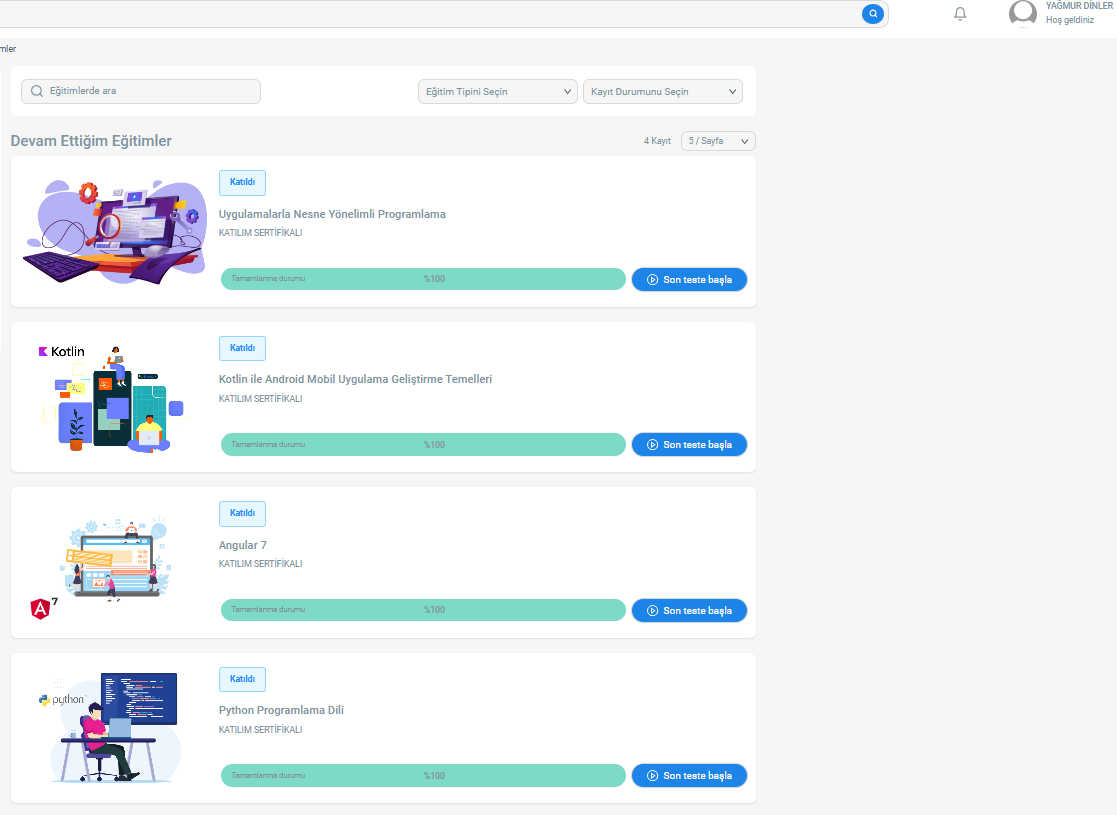 YAĞMUR DİNLER
Hoş geldiniz
mler
Eğitimlerde ara
Eğitim Tipini Seçin
Kayıt Durumunu Seçin
Devam Ettiğim Eğitimler
4 Kayıt
5 / Sayfa
Katıldı
Uygulamalarla Nesne Yönelimli Programlama
KATILIM SERTİFİKALI
Tamamlanma durumu
%100
Son teste başla
Kotlin
Katıldı
Kotlin ile Android Mobil Uygulama Geliştirme Temelleri
KATILIM SERTİFİKALI
Tamamlanma durumu
%100
Son teste başla
Katıldı
Angular 7
KATILIM SERTİFİKALI
A 7
Tamamlanma durumu
%100
Son teste başla
Katıldı
python
Python Programlama Dili
KATILIM SERTİFİKALI
Tamamlanma durumu
%100
Son teste başla